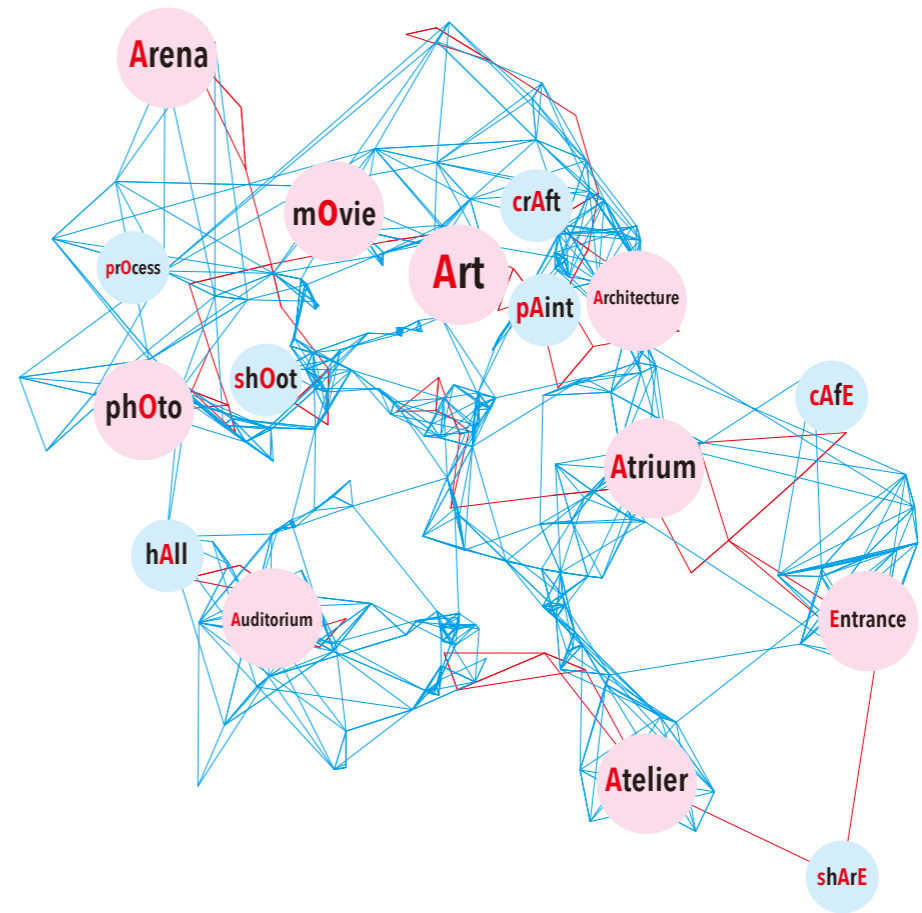 Arena
mOvie
crAft
prOcess
Art
pAint
Architecture
shOot
phOto
cAfE
Atrium
hAll
Auditorium
Entrance
Atelier
shArE